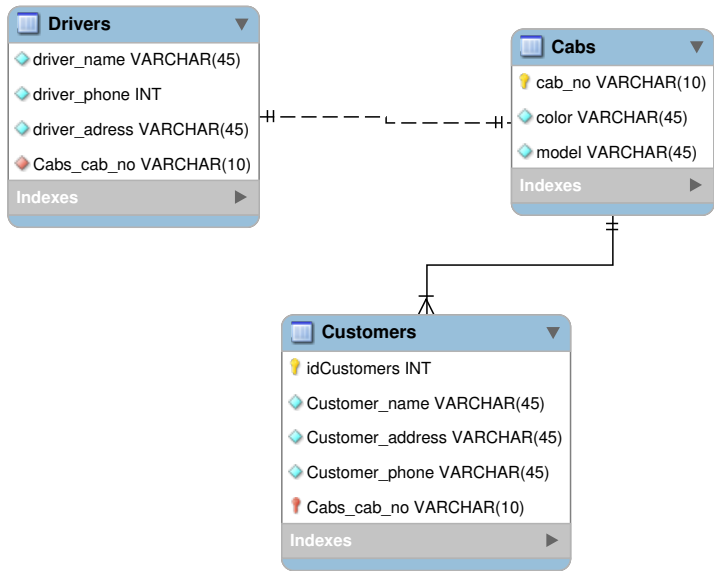 Drivers
driver_name VARCHAR(45)
driver_phone INT
driver_adress VARCHAR(45)
Cabs_cab_no VARCHAR(10)
Indexes
Cabs
cab_no VARCHAR(10)
color VARCHAR(45)
model VARCHAR(45)
Indexes
Customers
idCustomers INT
Customer_name VARCHAR(45)
Customer_address VARCHAR(45)
Customer_phone VARCHAR(45)
Cabs_cab_no VARCHAR(10)
Indexes